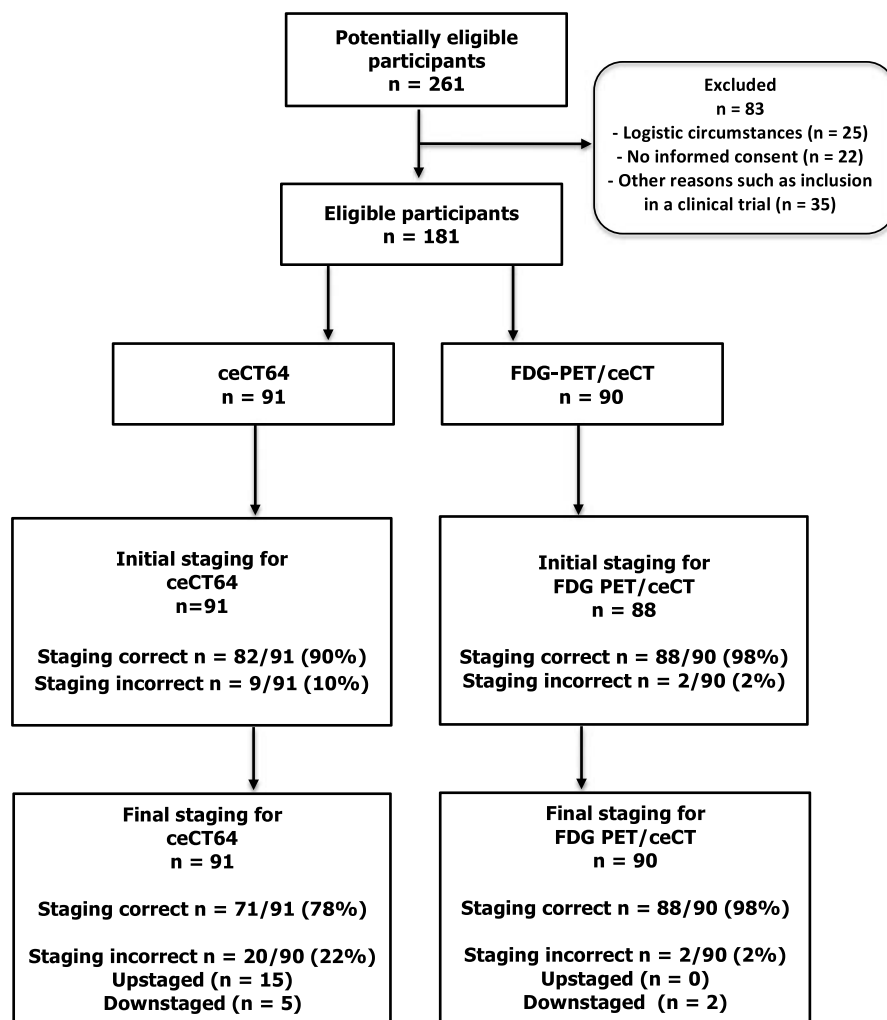 Potentially eligible
participants
n = 261
Excluded
n = 83
- Logistic circumstances (n = 25)
- No informed consent (n = 22)
- Other reasons such as inclusion
in a clinical trial (n = 35)
Eligible participants
n = 181
ceCT64
n = 91
FDG-PET/ceCT
n = 90
Initial staging for
ceCT64
n=91
Staging correct n = 82/91 (90%)
Staging incorrect n = 9/91 (10%)
Initial staging for
FDG PET/ceCT
n = 88
Staging correct n = 88/90 (98%)
Staging incorrect n = 2/90 (2%)
Final staging for
ceCT64
n = 91
Staging correct n = 71/91 (78%)
Staging incorrect n = 20/90 (22%)
Upstaged (n = 15)
Downstaged (n = 5)
Final staging for
FDG PET/ceCT
n = 90
Staging correct n = 88/90 (98%)
Staging incorrect n = 2/90 (2%)
Upstaged (n = 0)
Downstaged (n = 2)